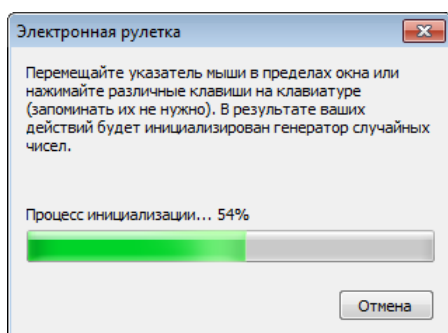 Электронная рулетка
Перемещайте указатель мыши в пределах окна или
нажимайте различные клавиши на клавиатуре
(запоминать их не нужно). В результате ваших
действий будет инициализирован генератор случайных
чисел.
Процесс инициализации... 54%
Отмена